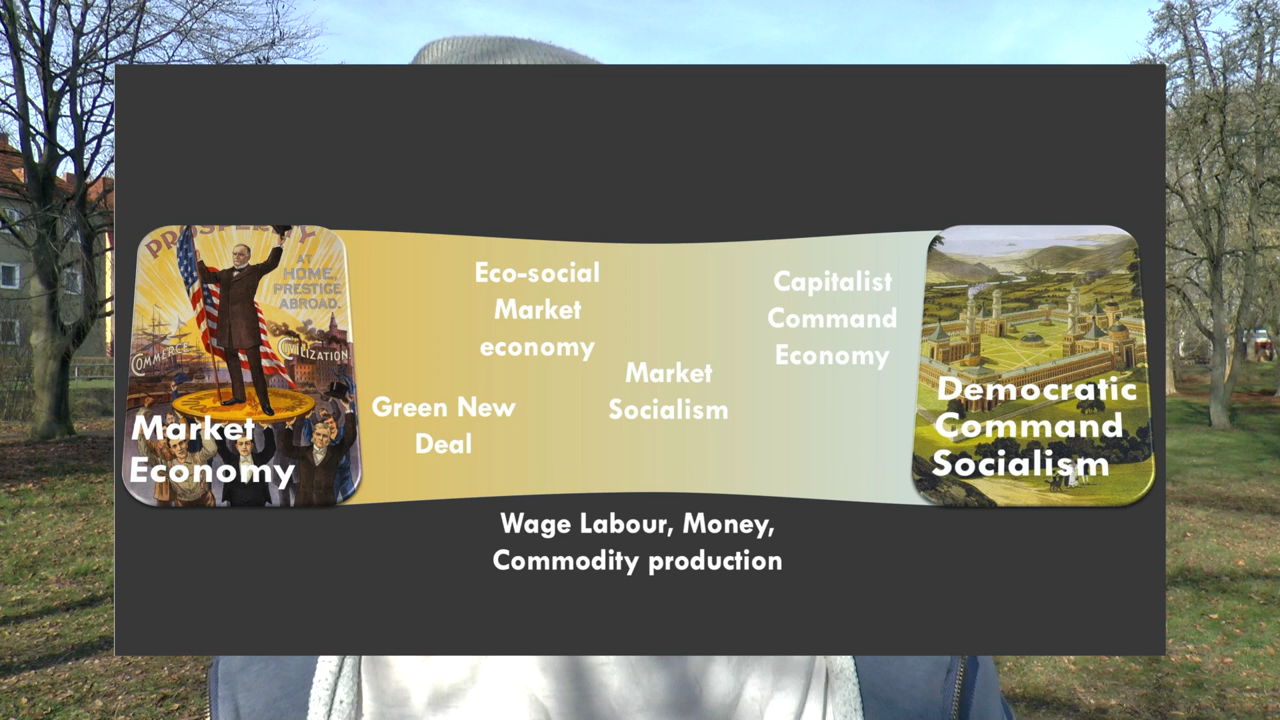 PROSPERITY
AT
HOME,
PRESTIGE
ABROAD.
COMMERCE
CIVILIZATION
Market
Economy
Eco-social
Market
economy
Green New
Deal
Market
Socialism
Capitalist
Command
Economy
Democratic
Command
Socialism
Wage Labour, Money,
Commodity production